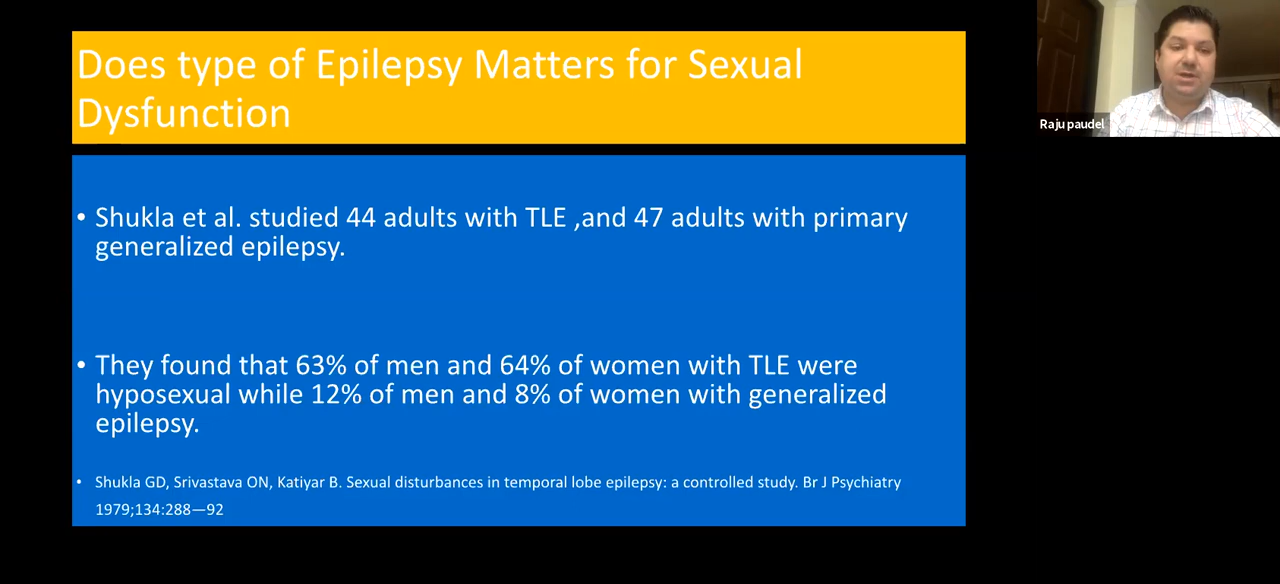 Does type of Epilepsy Matters for Sexual
Dysfunction
• Shukla et al. studied 44 adults with TLE ,and 47 adults with primary
generalized epilepsy.
• They found that 63% of men and 64% of women with TLE were
hyposexual while 12% of men and 8% of women with generalized
epilepsy.
• Shukla GD, Srivastava ON, Katiyar B. Sexual disturbances in temporal lobe epilepsy: a controlled study. Br J Psychiatry
1979;134:288—92
Raju paudel